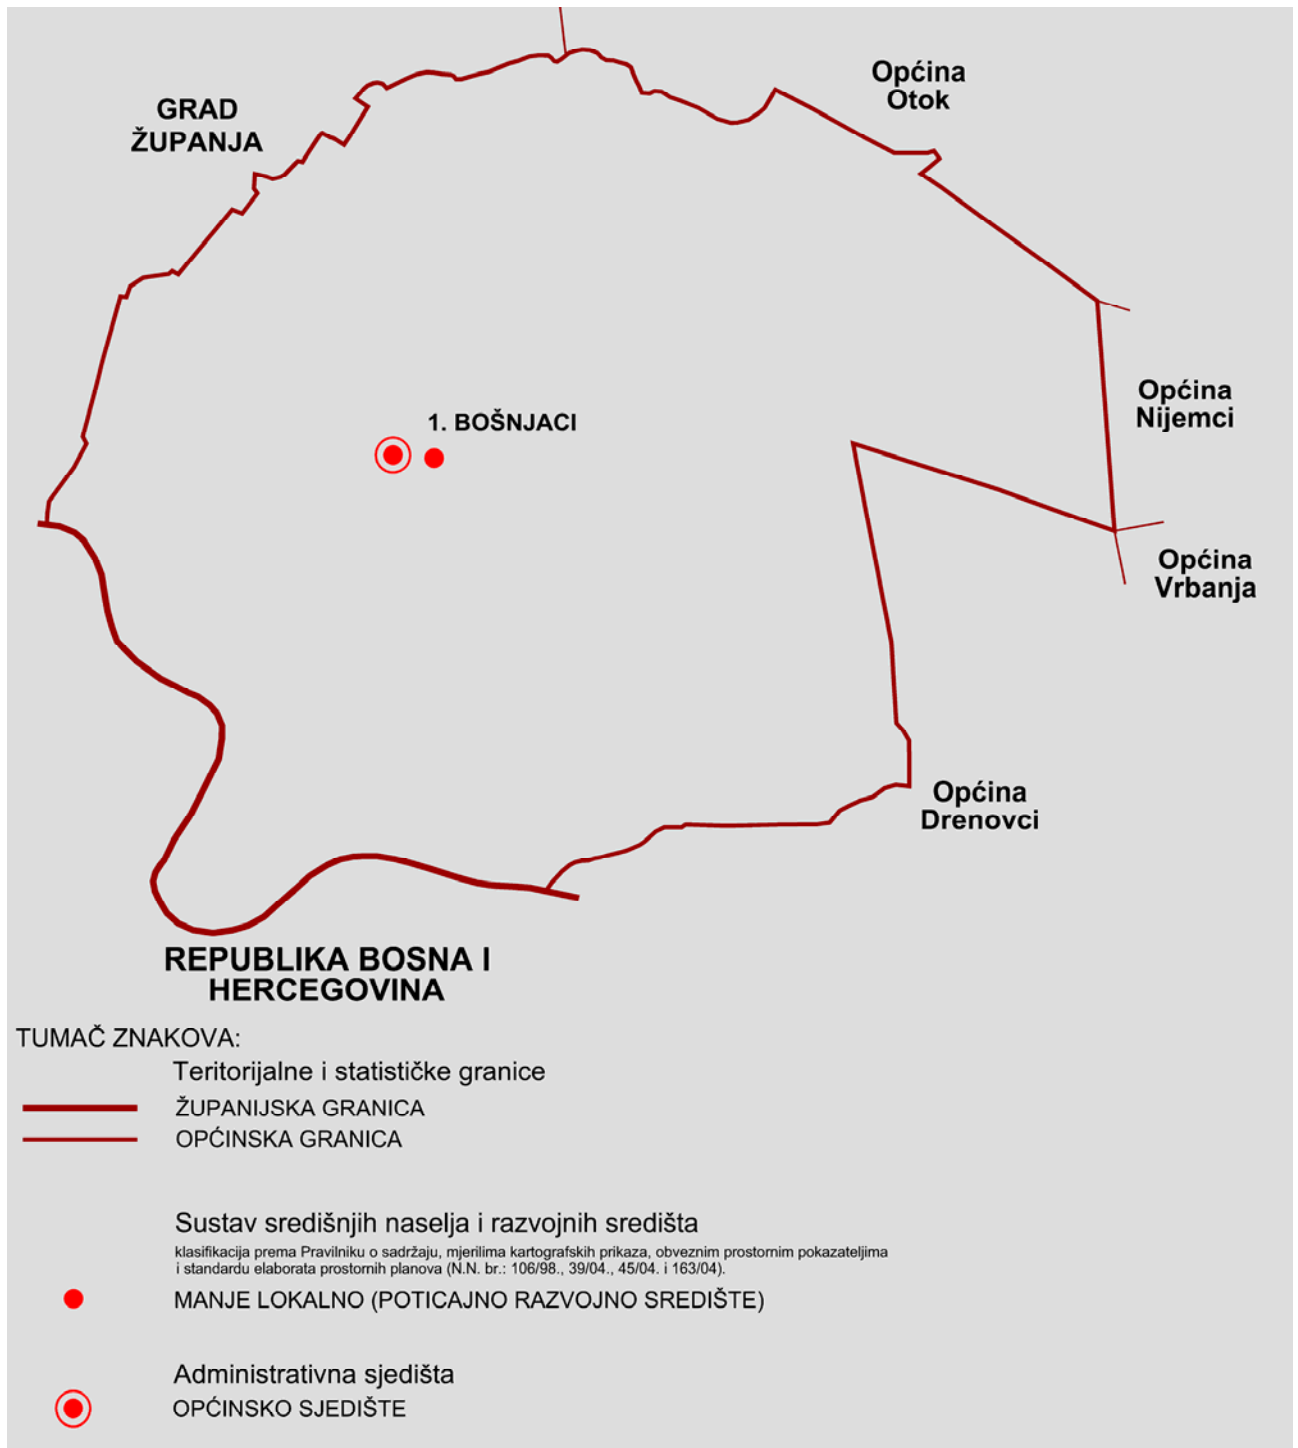 Općina
Otok
GRAD
ŽUPANJA
Općina
Nijemci
1. BOŠNJACI
Općina
Vrbanja
Općina
Drenovci
REPUBLIKA BOSNA I
HERCEGOVINA
TUMAČ ZNAKOVA:
Teritorijalne i statističke granice
ŽUPANIJSKA GRANICA
OPĆINSKA GRANICA
Sustav središnjih naselja i razvojnih središta
klasifikacija prema Pravilniku o sadržaju, mjerilima kartografskih prikaza, obveznim prostornim pokazateljima
i standardu elaborata prostornih planova (N.N. br.: 106/98., 39/04., 45/04. i 163/04).
MANJE LOKALNO (POTICAJNO RAZVOJNO SREDIŠTE)
Administrativna sjedišta
OPĆINSKO SJEDIŠTE